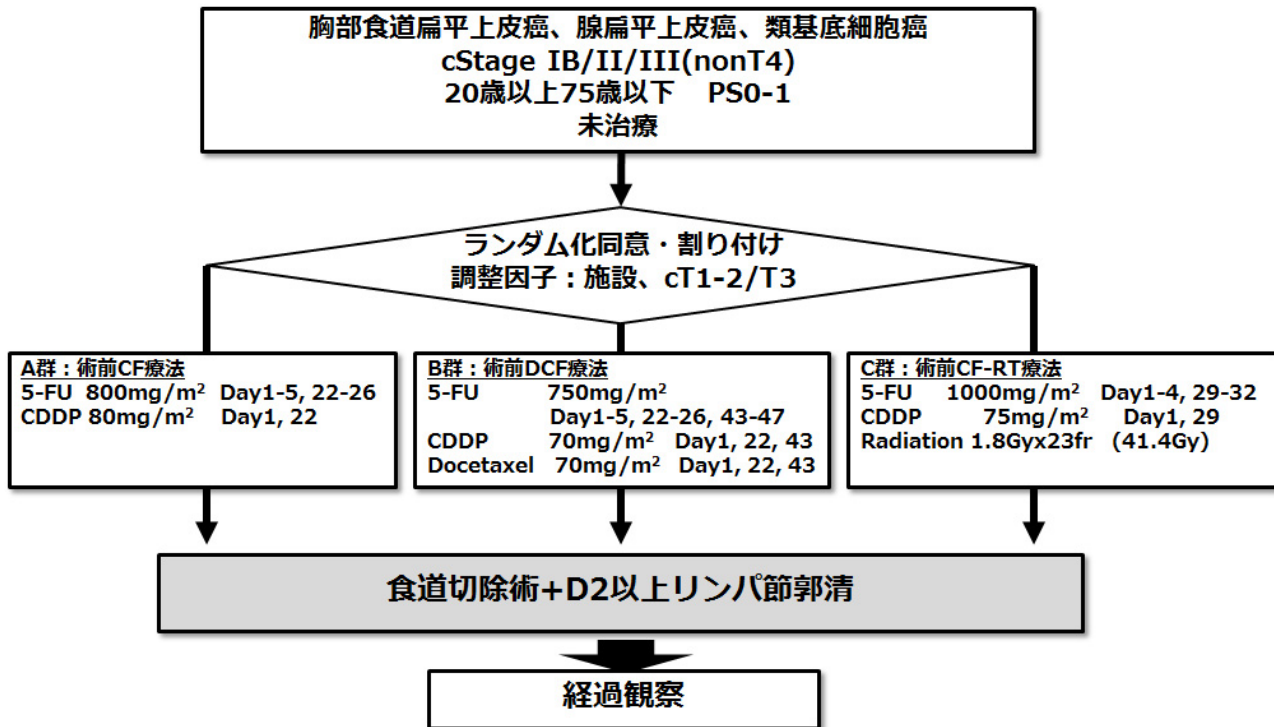 胸部食道扁平上皮癌、腺扁平上皮癌、類基底細胞癌
cStage IB/II/III(nonT4)
20歳以上75歳以下 PS0-1
未治療
ランダム化同意・割り付け
調整因子：施設、cT1-2/T3
A群：術前CF療法
5-FU 800mg/m² Day1-5, 22-26
CDDP 80mg/m² Day1, 22
B群：術前DCF療法
5-FU 750mg/m²
Day1-5, 22-26, 43-47
CDDP 70mg/m² Day1, 22, 43
Docetaxel 70mg/m² Day1, 22, 43
C群：術前CF-RT療法
5-FU 1000mg/m² Day1-4, 29-32
CDDP 75mg/m² Day1, 29
Radiation 1.8Gyx23fr (41.4Gy)
食道切除術+D2以上リンパ節郭清
経過観察